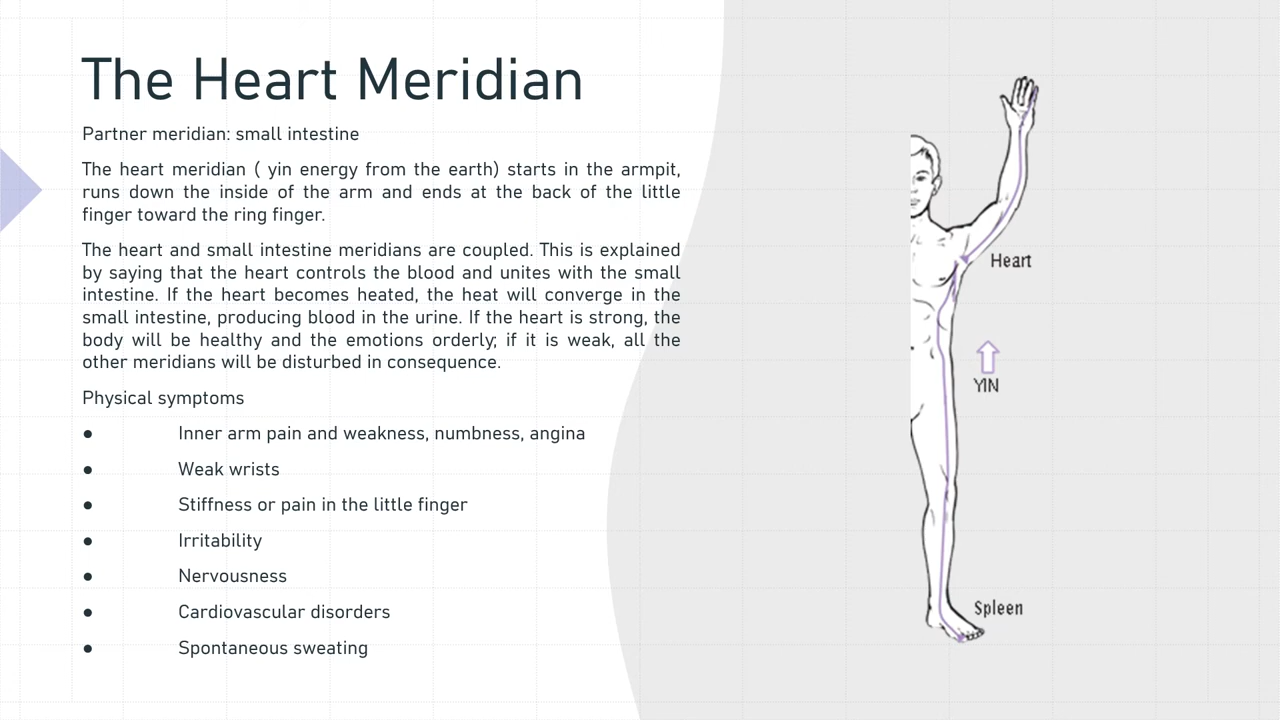 The Heart Meridian
Partner meridian: small intestine
The heart meridian ( yin energy from the earth) starts in the armpit,
runs down the inside of the arm and ends at the back of the little
finger toward the ring finger.
The heart and small intestine meridians are coupled. This is explained
by saying that the heart controls the blood and unites with the small
intestine. If the heart becomes heated, the heat will converge in the
small intestine, producing blood in the urine. If the heart is strong, the
body will be healthy and the emotions orderly; if it is weak, all the
other meridians will be disturbed in consequence.
Physical symptoms
● Inner arm pain and weakness, numbness, angina
● Weak wrists
● Stiffness or pain in the little finger
● Irritability
● Nervousness
● Cardiovascular disorders
● Spontaneous sweating
Heart
YIN
Spleen